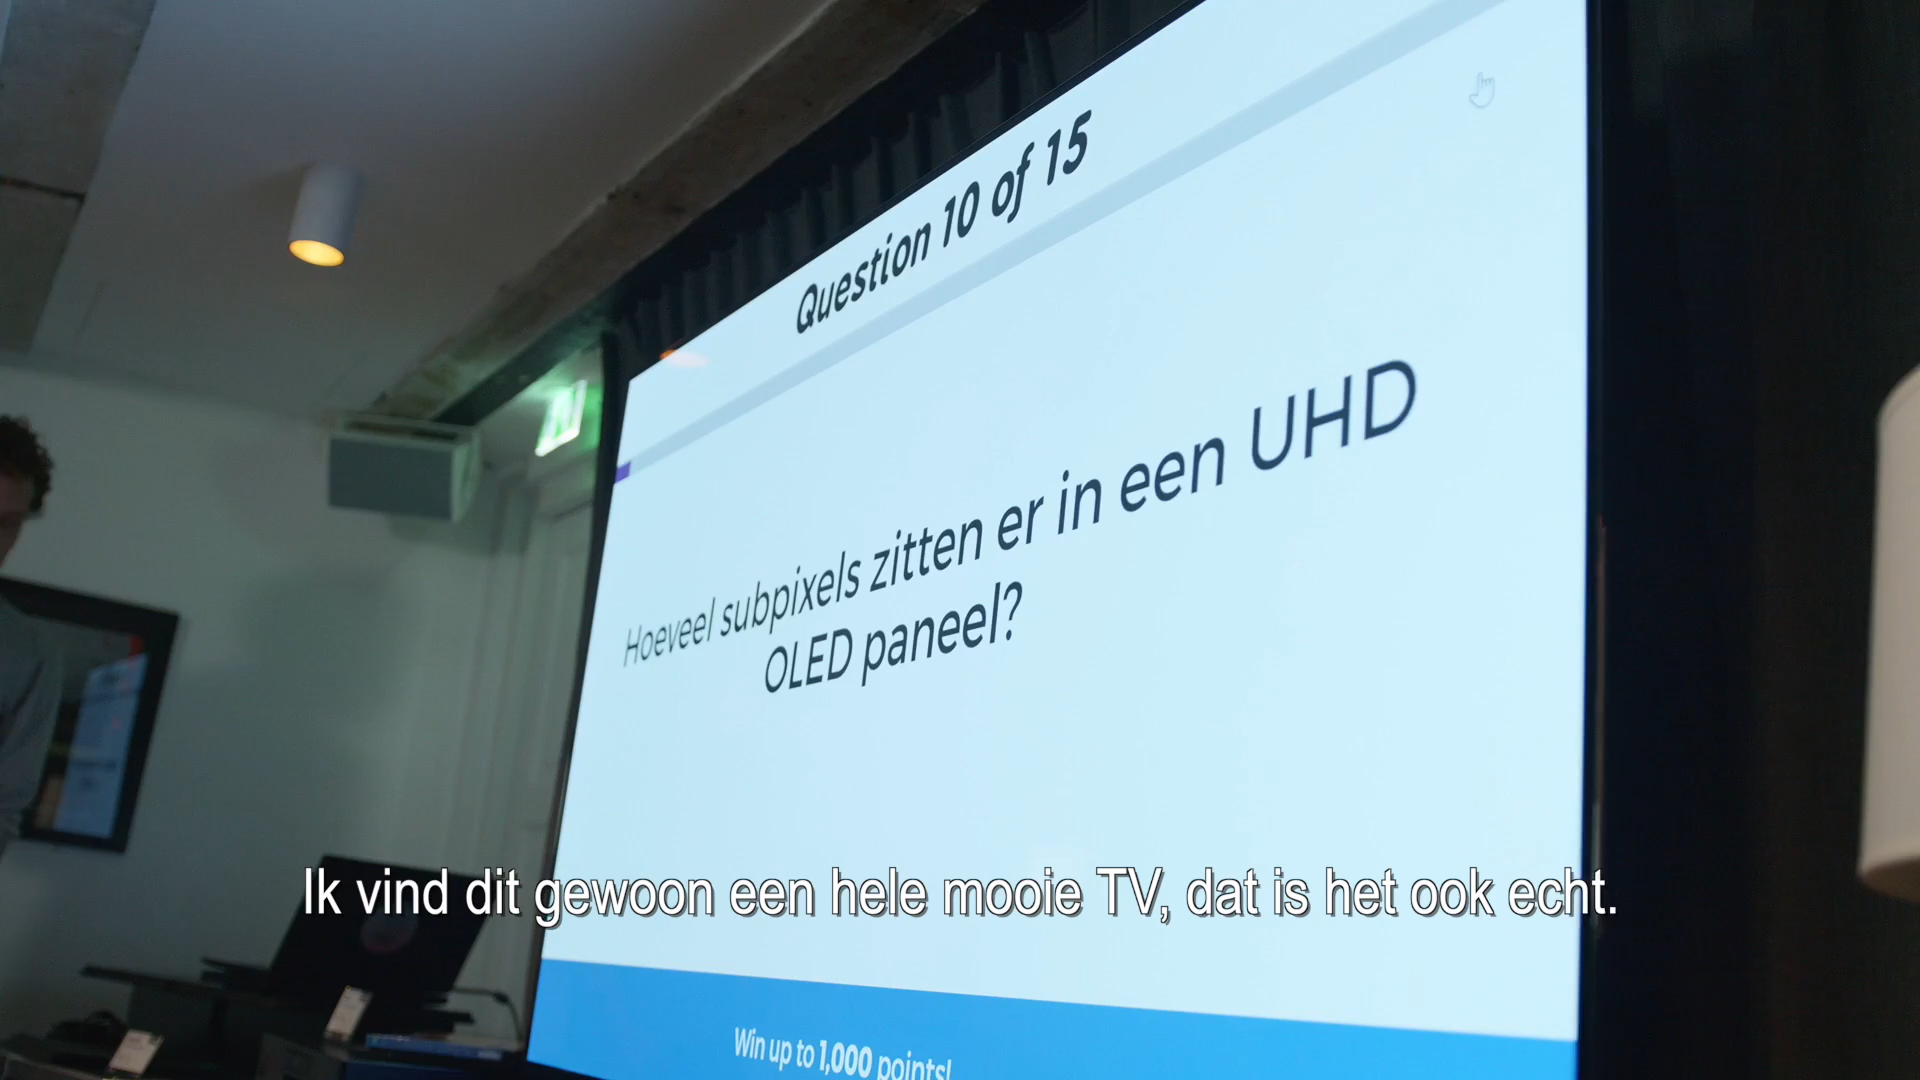 Question 10 of 15
Hoeveel subpixels zitten er in een UHD
OLED paneel?
Ik vind dit gewoon een hele mooie TV, dat is het ook echt.
Win up to 1,000 points!